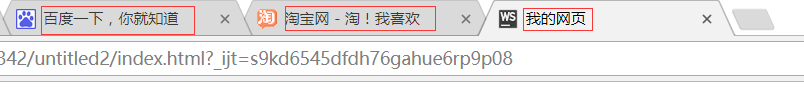 百度一下，你就知道
淘 淘宝网 - 淘！我喜欢
WS 我的网页
342/untitled2/index.html?_ijt=s9kd6545dfdh76gahue6rp9p08